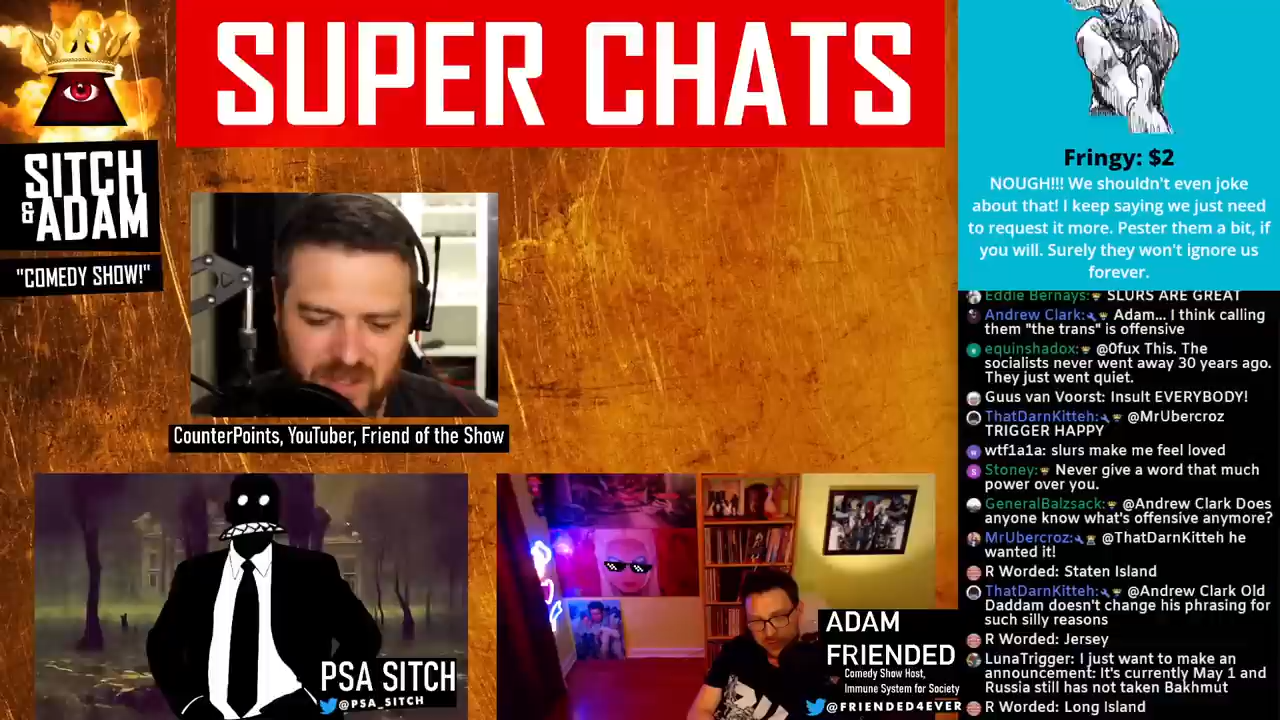 SUPER CHATS
SITCH
& ADAM
"COMEDY SHOW!"
CounterPoints, YouTuber, Friend of the Show
PSA SITCH
@PSA_SITCH
ADAM
FRIENDED
Comedy Show Host,
Immune System for Society
@FRIENDED4EVER
Fringy: $2
NOUGH!!! We shouldn't even joke
about that! I keep saying we just need
to request it more. Pester them a bit, if
you will. Surely they won't ignore us
forever.
Eddie Bernays: SLURS ARE GREAT
Andrew Clark: Adam... I think calling
them "the trans" is offensive
equinshadox: @0fux This. The
socialists never went away 30 years ago.
They just went quiet.
Guus van Voorst: Insult EVERYBODY!
ThatDarnKitteh: @MrUbercroz
TRIGGER HAPPY
wtf1a1a: slurs make me feel loved
Stoney: Never give a word that much
power over you.
GeneralBalzsack: @Andrew Clark Does
anyone know what's offensive anymore?
MrUbercroz: @ThatDarnKitteh he
wanted it!
R Worded: Staten Island
ThatDarnKitteh: @Andrew Clark Old
Daddam doesn't change his phrasing for
such silly reasons
R Worded: Jersey
LunaTrigger: I just want to make an
announcement: It's currently May 1 and
Russia still has not taken Bakhmut
R Worded: Long Island